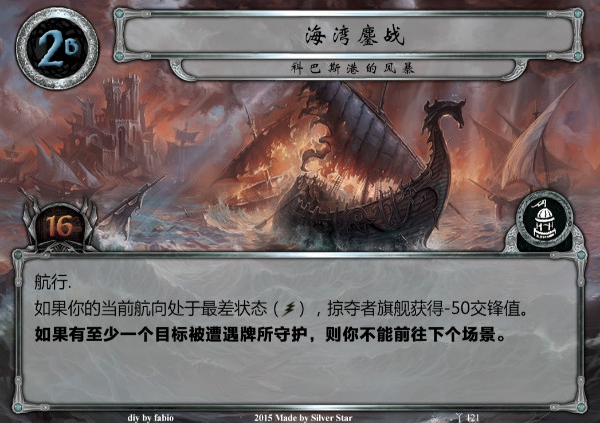 2B
海湾鏖战
科巴斯港的风暴
16
航行.
如果你的当前航向处于最差状态（），掠夺者旗舰获得-50交锋值。
如果有至少一个目标被遭遇牌所守护，则你不能前往下个场景。
diy by fabio 2015 Made by Silver Star 121